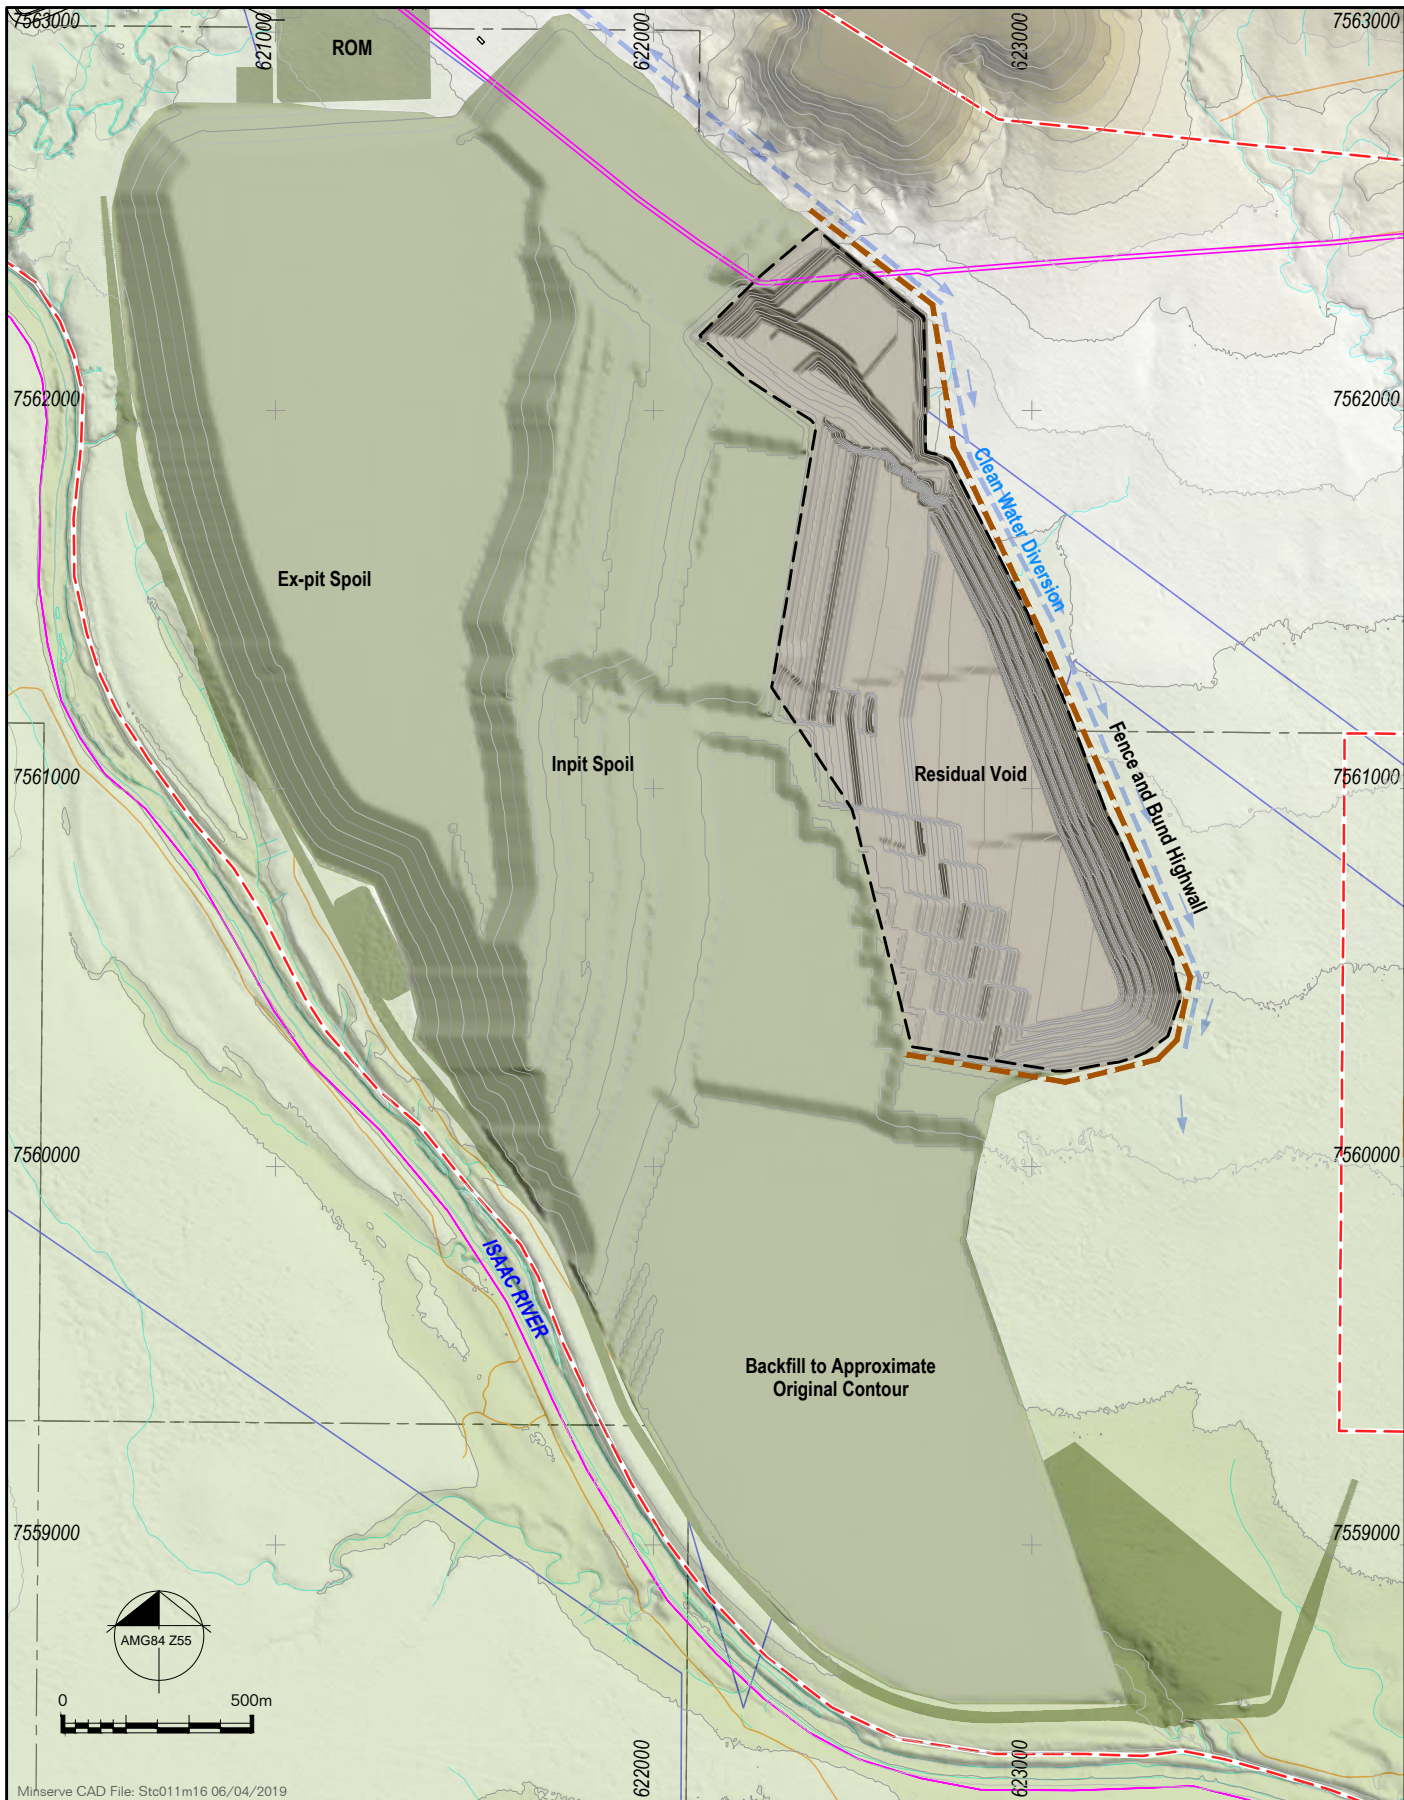 7563000
621000
ROM
622000
623000
7563000
7562000
7562000
Clean Water Diversion
Ex-pit Spoil
Inpit Spoil
Residual Void
Fence and Bund Highwall
7561000
7561000
7560000
7560000
ISAAC RIVER
Backfill to Approximate
Original Contour
7559000
7559000
AMG84 Z55
0 500m
622000
623000
Minserve CAD File: Stc011m16 06/04/2019